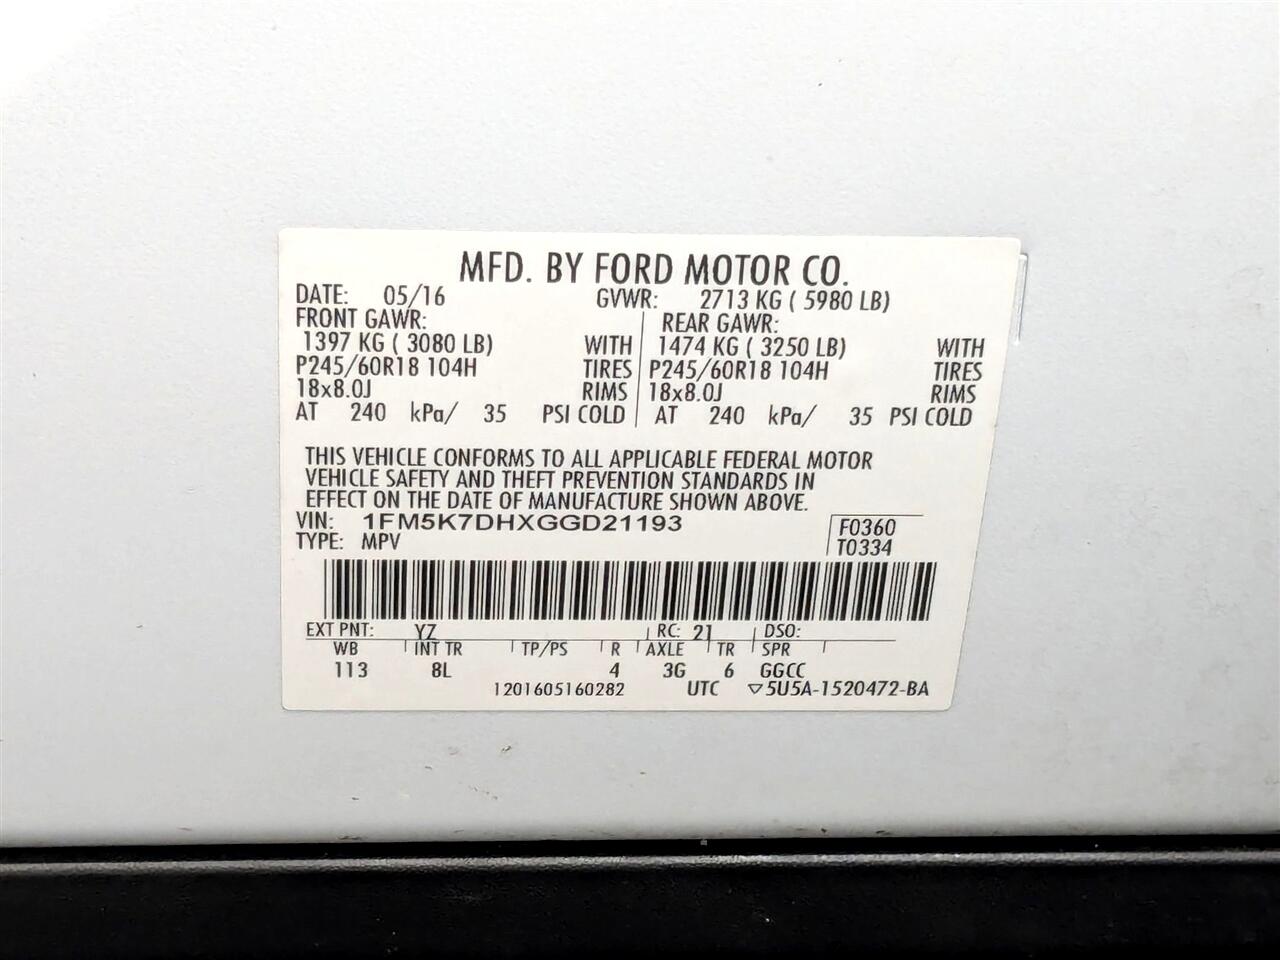 MFD. BY FORD MOTOR CO.
DATE: 05/16 GVWR: 2713 KG ( 5980 LB)
FRONT GAWR: REAR GAWR:
1397 KG ( 3080 LB) WITH 1474 KG ( 3250 LB) WITH
P245/60R18 104H TIRES P245/60R18 104H TIRES
18x8.0J RIMS 18x8.0J RIMS
AT 240 kPa/ 35 PSI COLD AT 240 kPa/ 35 PSI COLD
THIS VEHICLE CONFORMS TO ALL APPLICABLE FEDERAL MOTOR
VEHICLE SAFETY AND THEFT PREVENTION STANDARDS IN
EFFECT ON THE DATE OF MANUFACTURE SHOWN ABOVE.
VIN: 1FM5K7DHXGGD21193 F0360
TYPE: MPV T0334
EXT PNT: YZ RC: 21 DSO:
WB INT TR TP/PS R AXLE TR SPR
113 8L 4 3G 6 GGCC
1201605160282 UTC ▽5U5A-1520472-BA